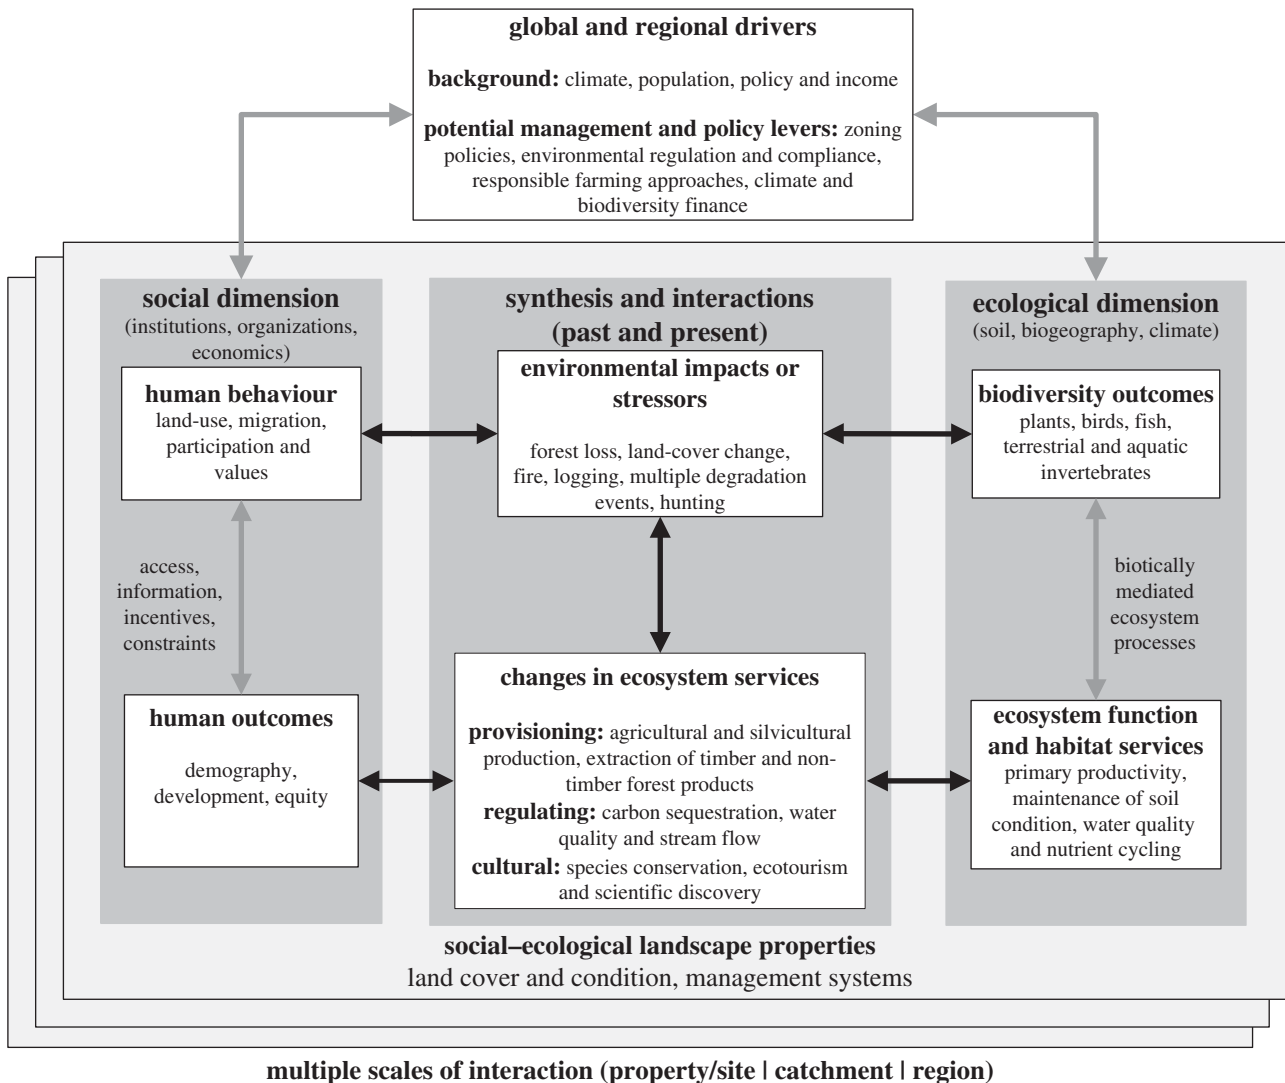 global and regional drivers
background: climate, population, policy and income
potential management and policy levers: zoning
policies, environmental regulation and compliance,
responsible farming approaches, climate and
biodiversity finance
social dimension
(institutions, organizations,
economics)
human behaviour
land-use, migration,
participation and
values
access,
information,
incentives,
constraints
human outcomes
demography,
development, equity
synthesis and interactions
(past and present)
environmental impacts or
stressors
forest loss, land-cover change,
fire, logging, multiple degradation
events, hunting
changes in ecosystem services
provisioning: agricultural and silvicultural
production, extraction of timber and non-
timber forest products
regulating: carbon sequestration, water
quality and stream flow
cultural: species conservation, ecotourism
and scientific discovery
ecological dimension
(soil, biogeography, climate)
biodiversity outcomes
plants, birds, fish,
terrestrial and aquatic
invertebrates
biotically
mediated
ecosystem
processes
ecosystem function
and habitat services
primary productivity,
maintenance of soil
condition, water quality
and nutrient cycling
social–ecological landscape properties
land cover and condition, management systems
multiple scales of interaction (property/site | catchment | region)